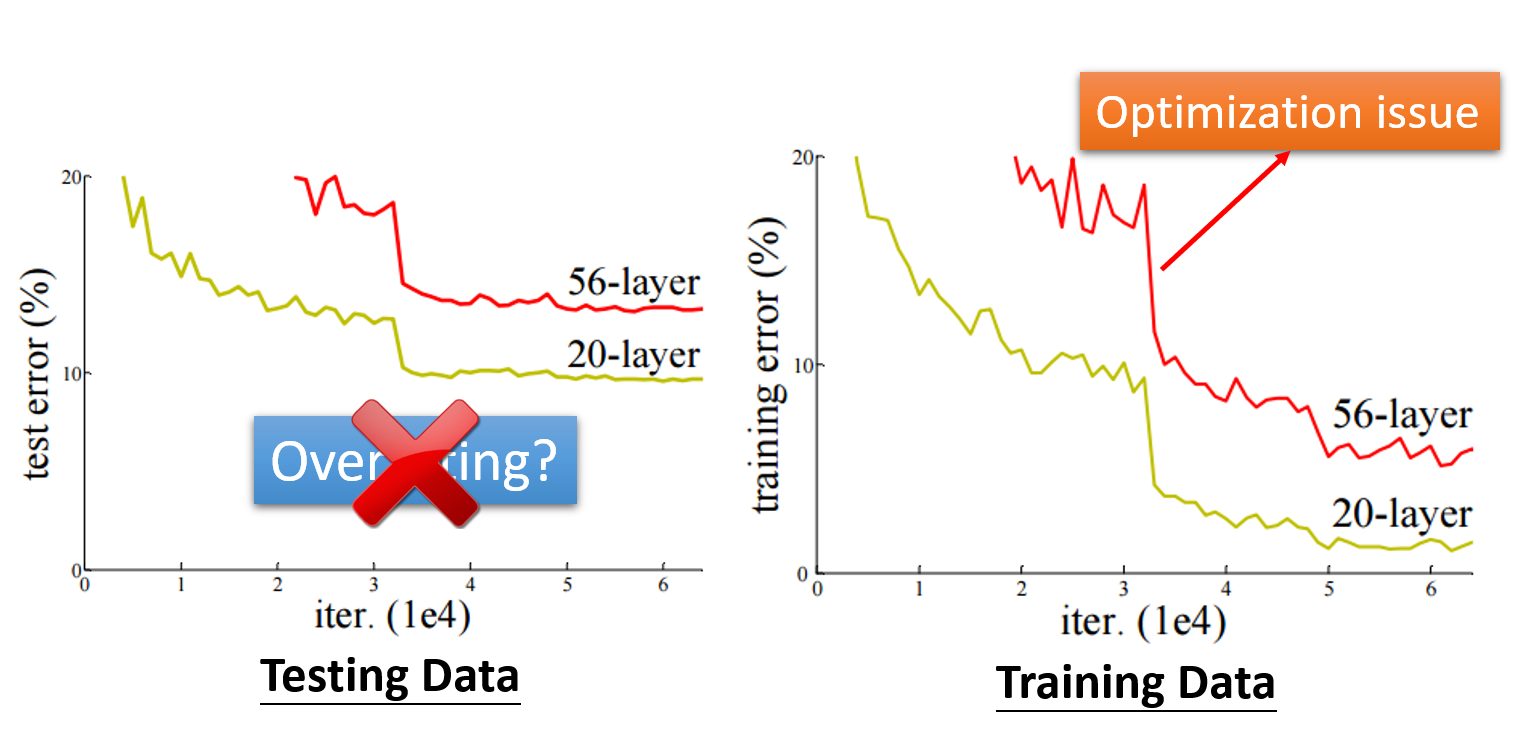 Optimization issue
20
10
0
test error (%)
56-layer
20-layer
0 1 2 3 4 5 6
iter. (1e4)
Testing Data
20
10
0
training error (%)
56-layer
20-layer
0 1 2 3 4 5 6
iter. (1e4)
Training Data